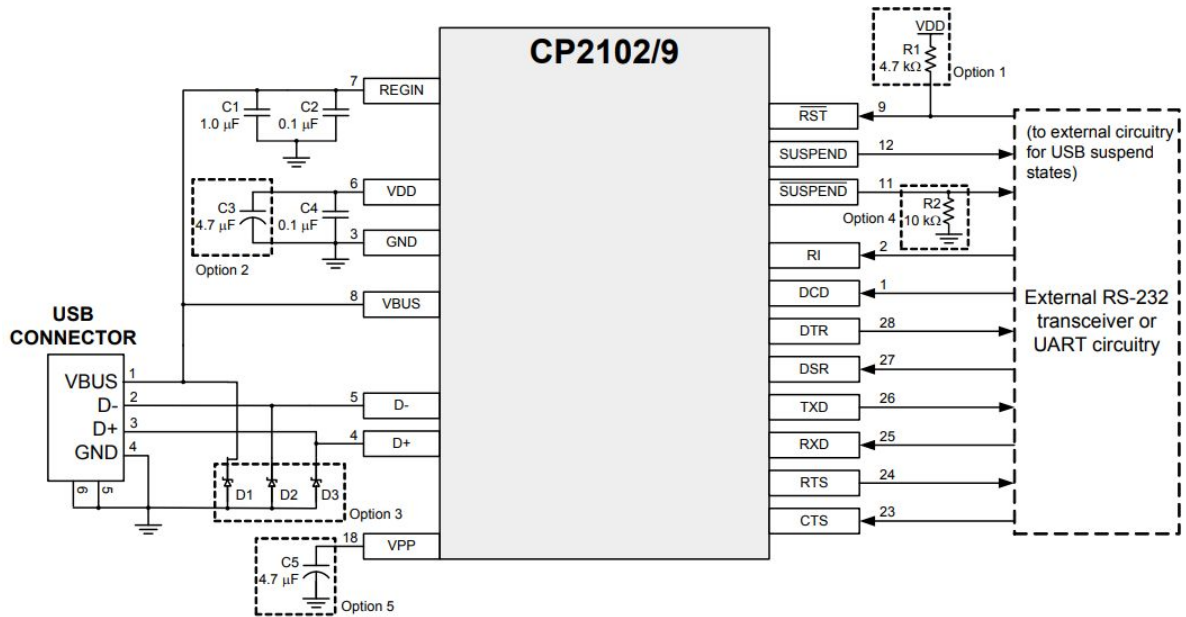 CP2102/9
VDD
R1
4.7 kΩ
Option 1
7
REGIN
C1
1.0 μF
C2
0.1 μF
9
RST
(to external circuitry
for USB suspend
states)
12
SUSPEND
6
VDD
C3
4.7 μF
C4
0.1 μF
11
SUSPEND
R2
10 kΩ
Option 4
3
GND
Option 2
2
RI
8
VBUS
1
DCD
External RS-232
transceiver or
UART circuitry
USB
CONNECTOR
28
DTR
27
DSR
VBUS 1
D- 2
D+ 3
GND 4
6
5
5
D-
4
D+
26
TXD
25
RXD
D1
D2
D3
Option 3
24
RTS
23
CTS
18
VPP
C5
4.7 μF
Option 5